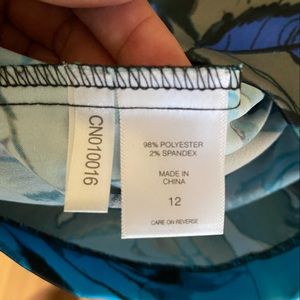 CN010016
98% POLYESTER
2% SPANDEX
MADE IN
CHINA
12
CARE ON REVERSE